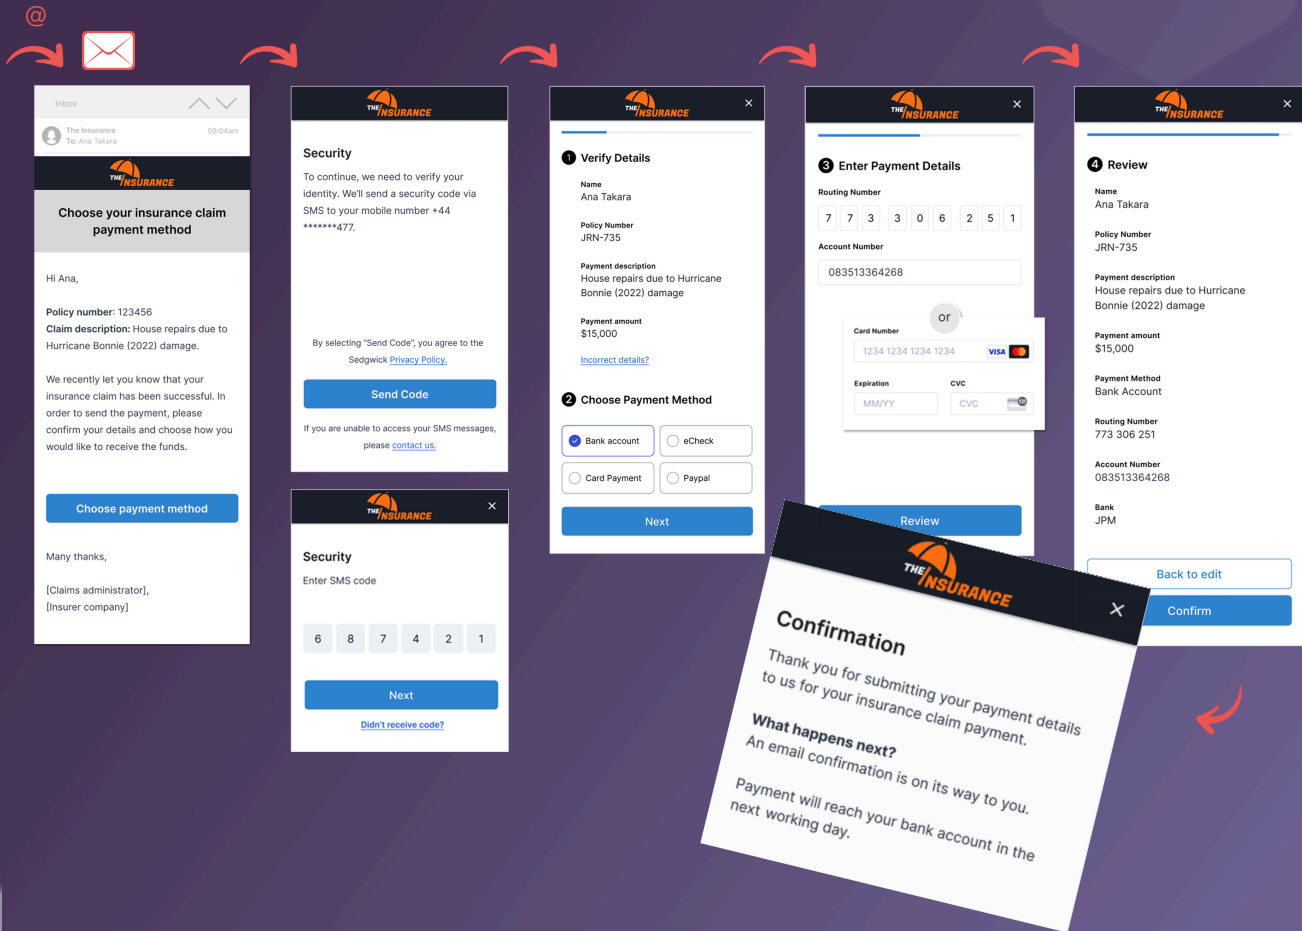 @
Inbox
The Insurance
09:04am
To: Ana Takara
THE INSURANCE
Choose your insurance claim
payment method
Hi Ana,
Policy number: 123456
Claim description: House repairs due to
Hurricane Bonnie (2022) damage.
We recently let you know that your
insurance claim has been successful. In
order to send the payment, please
confirm your details and choose how you
would like to receive the funds.
Choose payment method
Many thanks,
[Claims administrator],
[Insurer company]
THE INSURANCE
Security
To continue, we need to verify your
identity. We'll send a security code via
SMS to your mobile number +44
*******477.
By selecting "Send Code", you agree to the
Sedgwick Privacy Policy.
Send Code
If you are unable to access your SMS messages,
please contact us.
THE INSURANCE
Security
Enter SMS code
6 8 7 4 2 1
Next
Didn't receive code?
THE INSURANCE
1 Verify Details
Name
Ana Takara
Policy Number
JRN-735
Payment description
House repairs due to Hurricane
Bonnie (2022) damage
Payment amount
$15,000
Incorrect details?
2 Choose Payment Method
Bank account
eCheck
Card Payment
Paypal
Next
THE INSURANCE
3 Enter Payment Details
Routing Number
7 7 3 - 3 0 6 - 2 5 1
Account Number
083513364268
or
Card Number
1234 1234 1234 1234 VISA
Expiration CVC
MM/YY CVC
Review
THE INSURANCE
4 Review
Name
Ana Takara
Policy Number
JRN-735
Payment description
House repairs due to Hurricane
Bonnie (2022) damage
Payment amount
$15,000
Payment Method
Bank Account
Routing Number
773 306 251
Account Number
083513364268
Bank
JPM
Back to edit
Confirm
THE INSURANCE
Confirmation
Thank you for submitting your payment details
to us for your insurance claim payment.
What happens next?
An email confirmation is on its way to you.
Payment will reach your bank account in the
next working day.